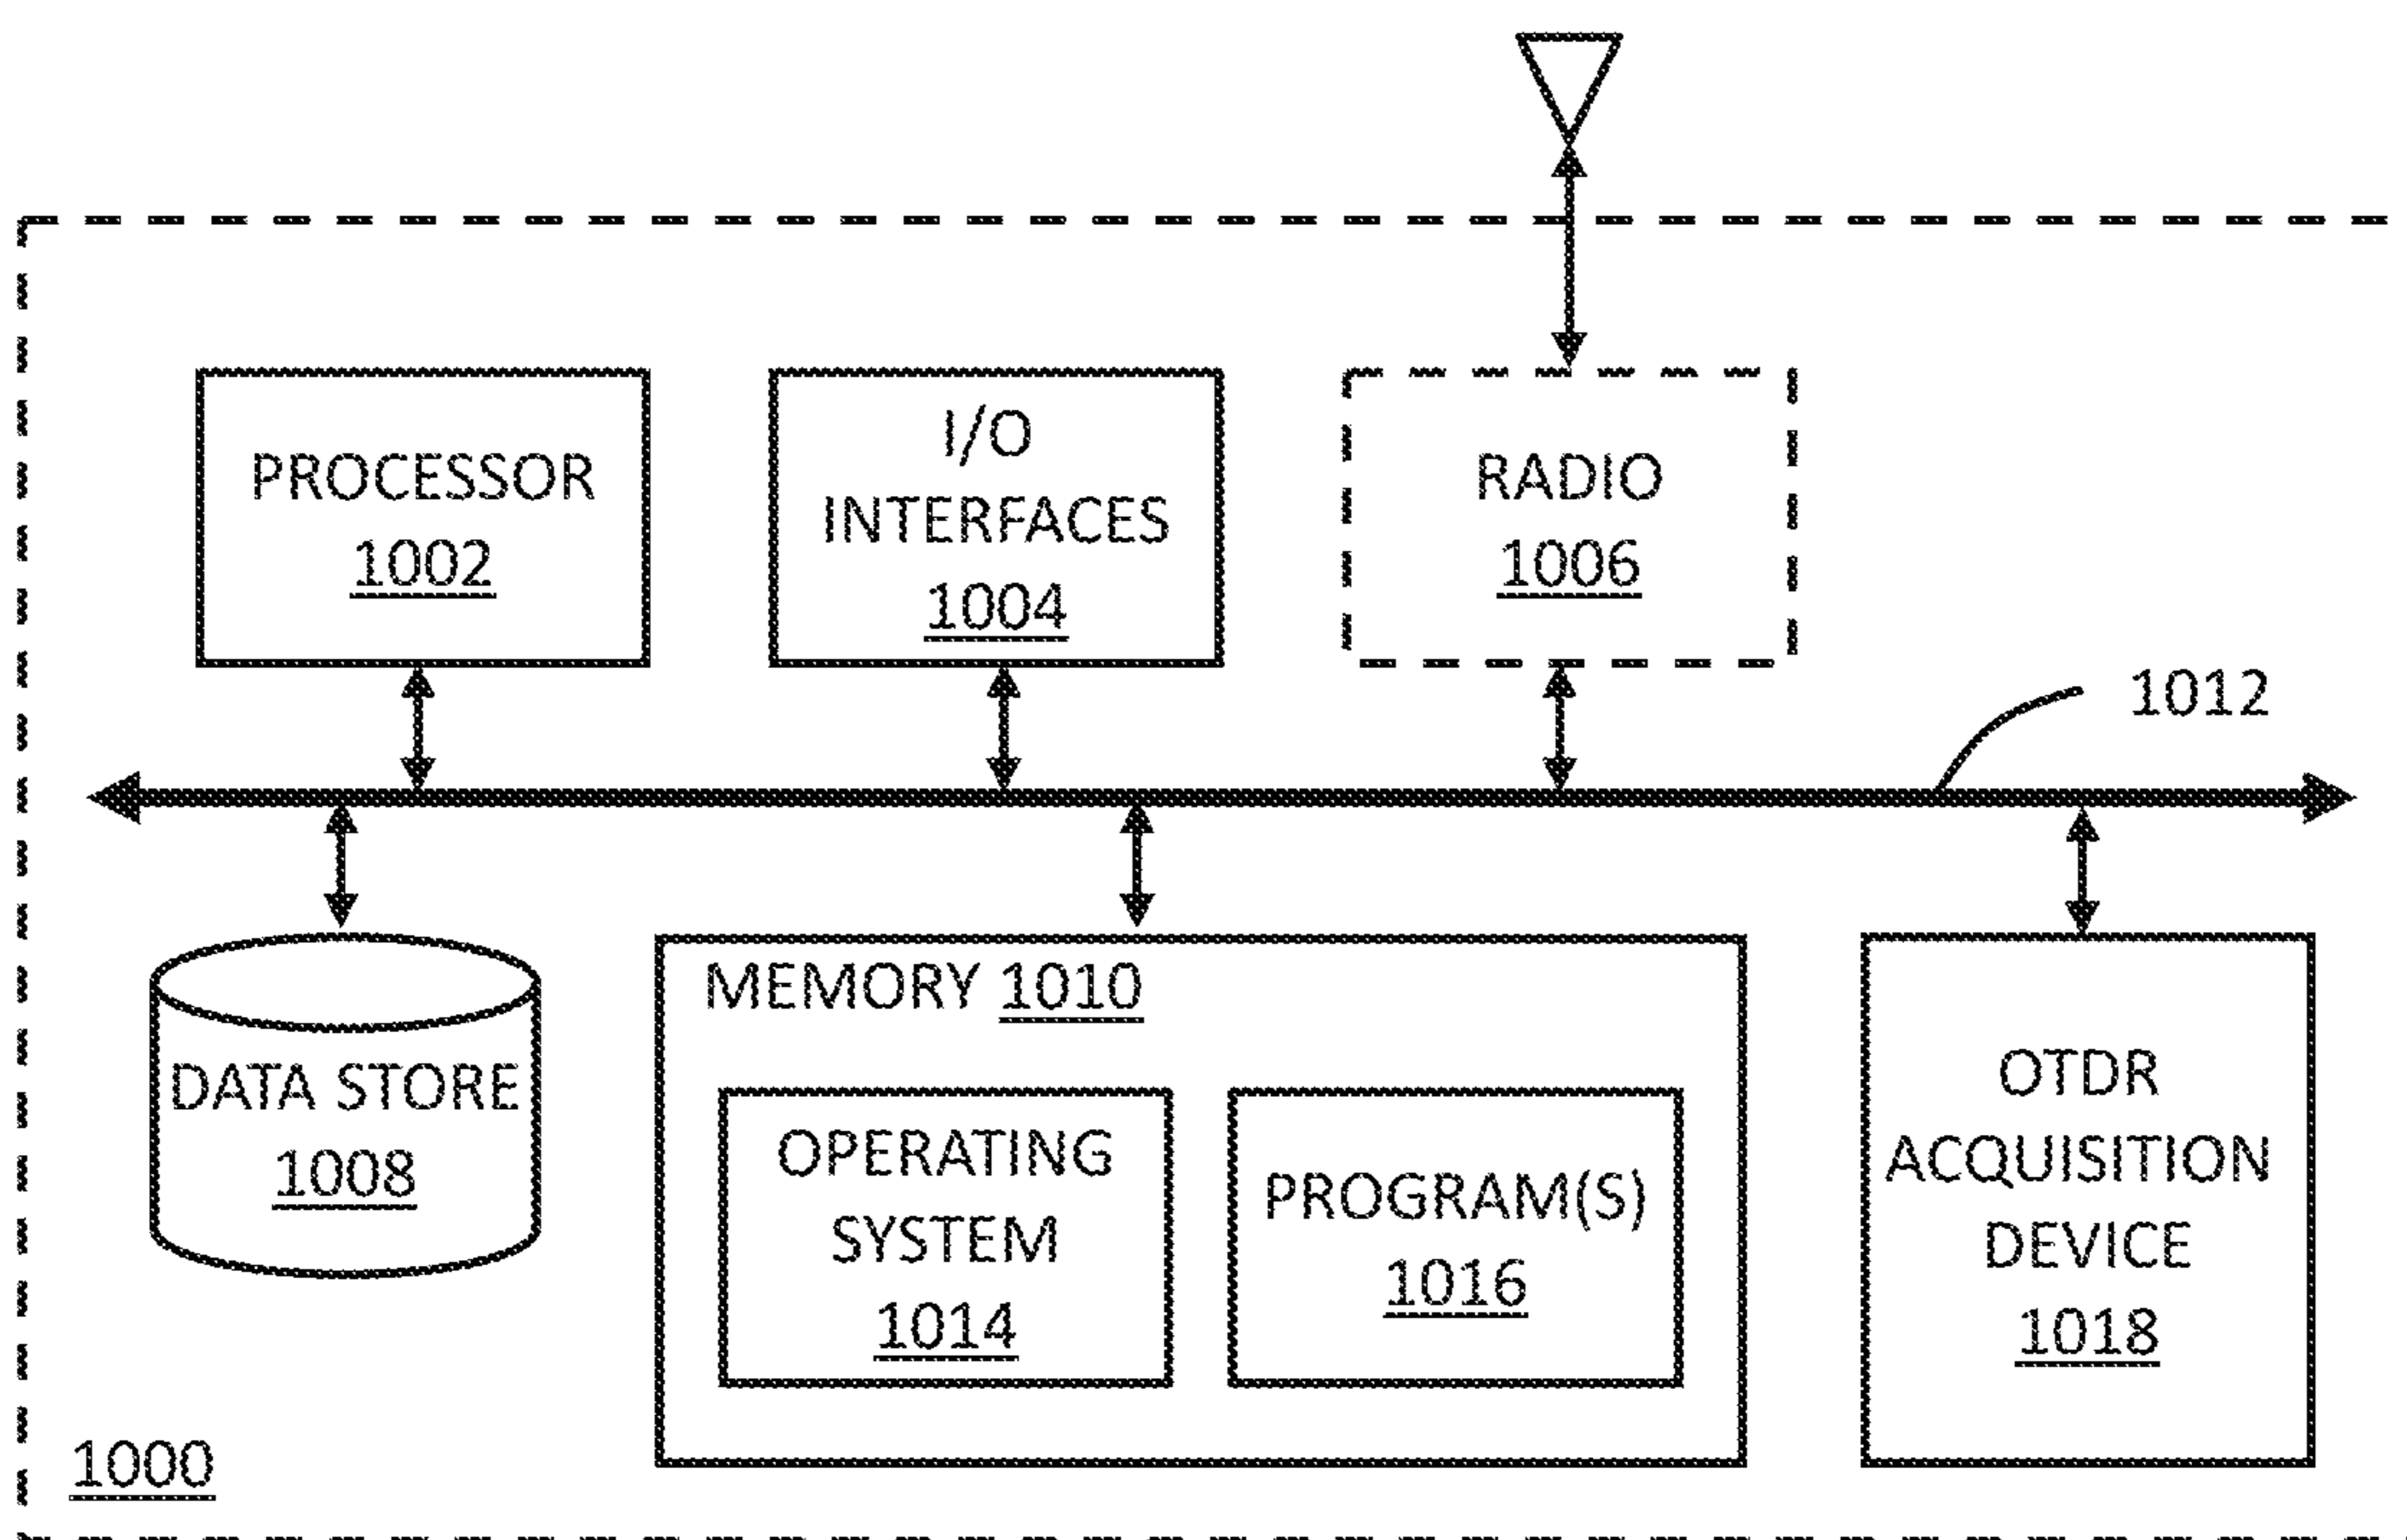 PROCESSOR
1002
I/O
INTERFACES
1004
RADIO
1006
1012
DATA STORE
1008
MEMORY 1010
OPERATING
SYSTEM
1014
PROGRAM(S)
1016
OTDR
ACQUISITION
DEVICE
1018
1000